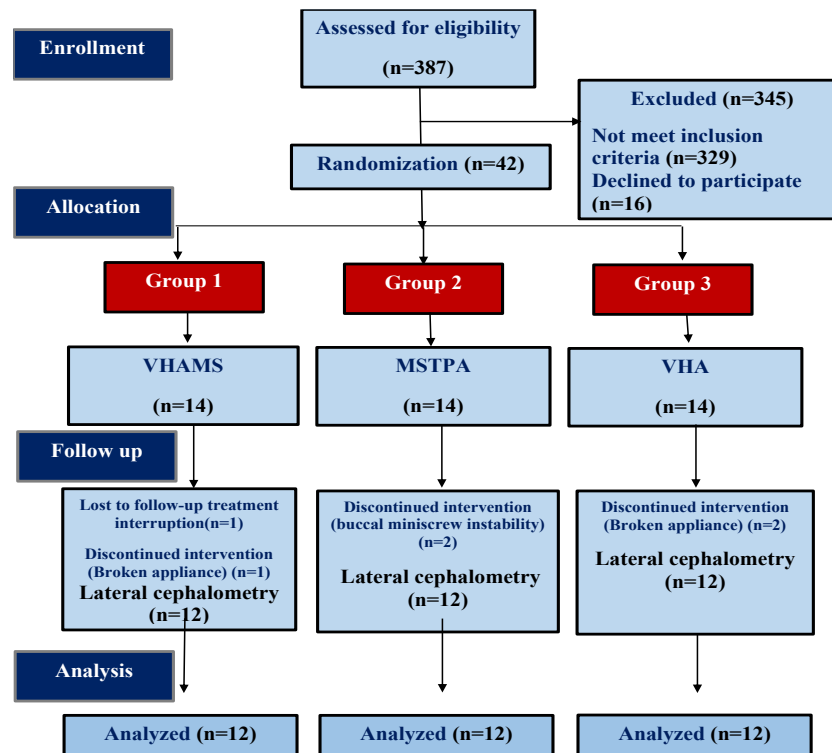 Enrollment
Assessed for eligibility
(n=387)
Excluded (n=345)
Not meet inclusion
criteria (n=329)
Declined to participate
(n=16)
Randomization (n=42)
Allocation
Group 1
Group 2
Group 3
VHAMS
(n=14)
MSTPA
(n=14)
VHA
(n=14)
Follow up
Lost to follow-up treatment
interruption(n=1)
Discontinued intervention
(Broken appliance) (n=1)
Lateral cephalometry
(n=12)
Discontinued intervention
(buccal miniscrew instability)
(n=2)
Lateral cephalometry
(n=12)
Discontinued intervention
(Broken appliance) (n=2)
Lateral cephalometry
(n=12)
Analysis
Analyzed (n=12)
Analyzed (n=12)
Analyzed (n=12)